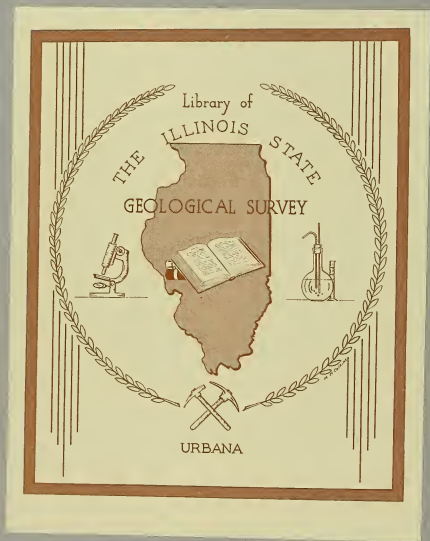 Library of
THE ILLINOIS STATE
GEOLOGICAL SURVEY
URBANA